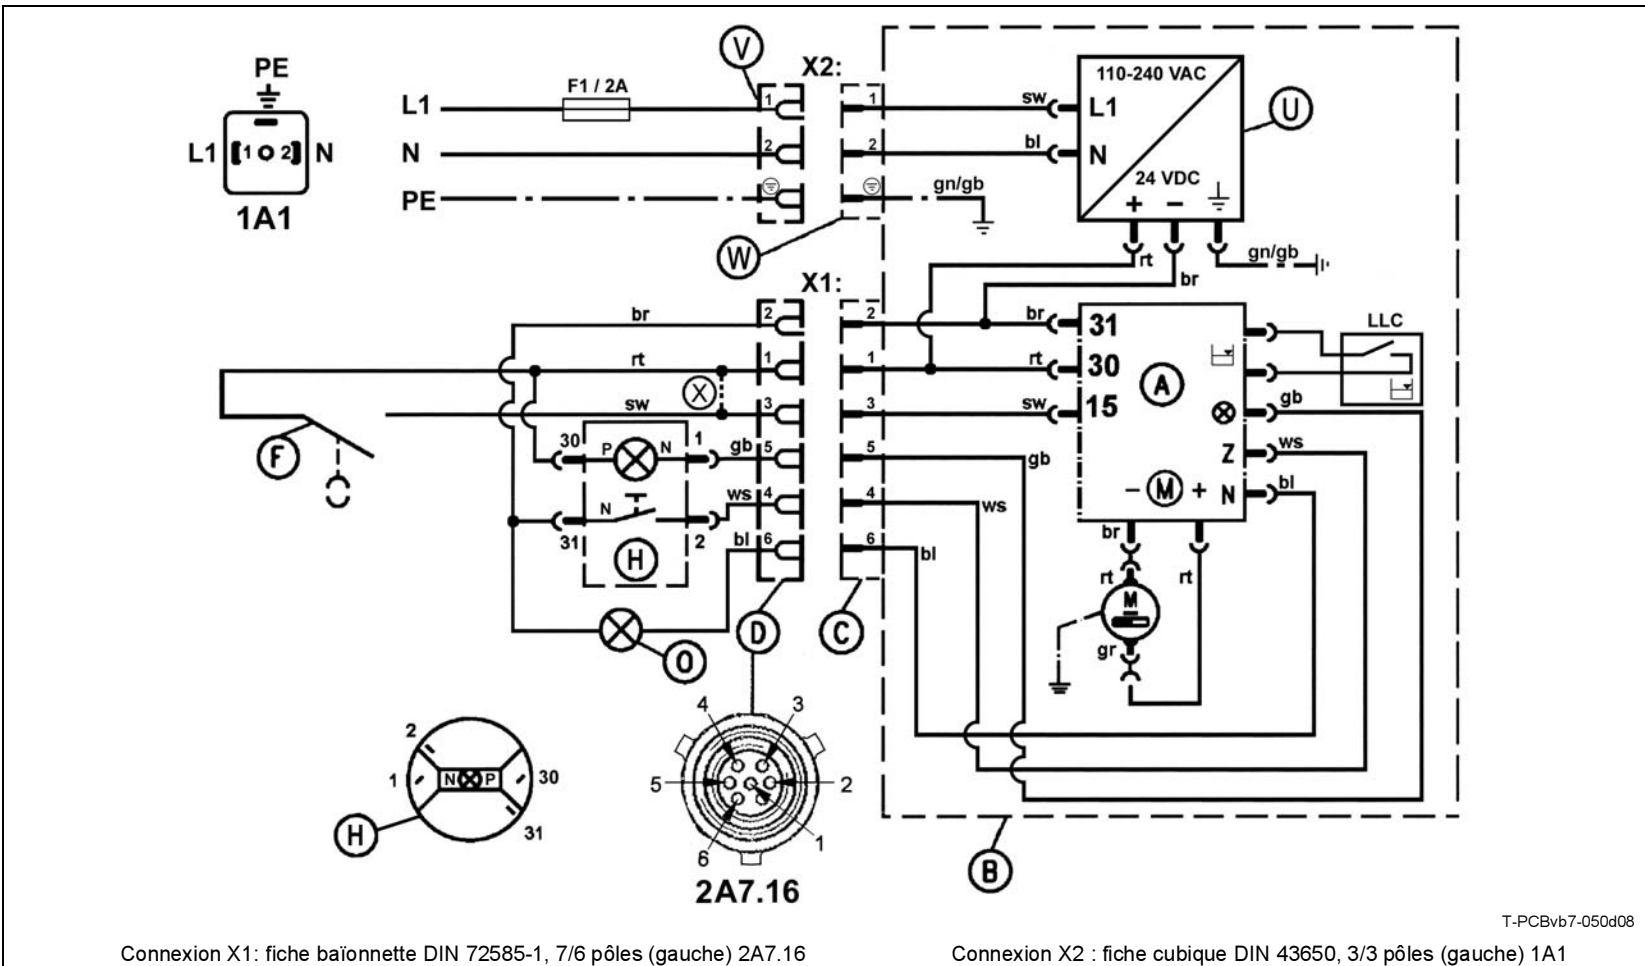 PE
L1 1 2 N
1A1
L1 F1 / 2A
N
PE
V
X2:
1 1 sw L1
2 2 bl N
gn/gb
110-240 VAC
24 VDC
+ −
U
W
rt
br
gn/gb
X1:
br 2 2 br 31
rt 1 1 rt 30
X
sw 3 3 sw 15
F
30 P N 1 gb 5 5 gb
N ws 4 4 ws
31 H 2
bl 6 6 bl
A
LLC
gb
Z ws
− M + N bl
br
rt rt
M
gr
O
D
C
4 3
5 2
6 1
2A7.16
2
1 N P 30
31
H
B
T-PCBvb7-050d08
Connexion X1: fiche baïonnette DIN 72585-1, 7/6 pôles (gauche) 2A7.16
Connexion X2 : fiche cubique DIN 43650, 3/3 pôles (gauche) 1A1